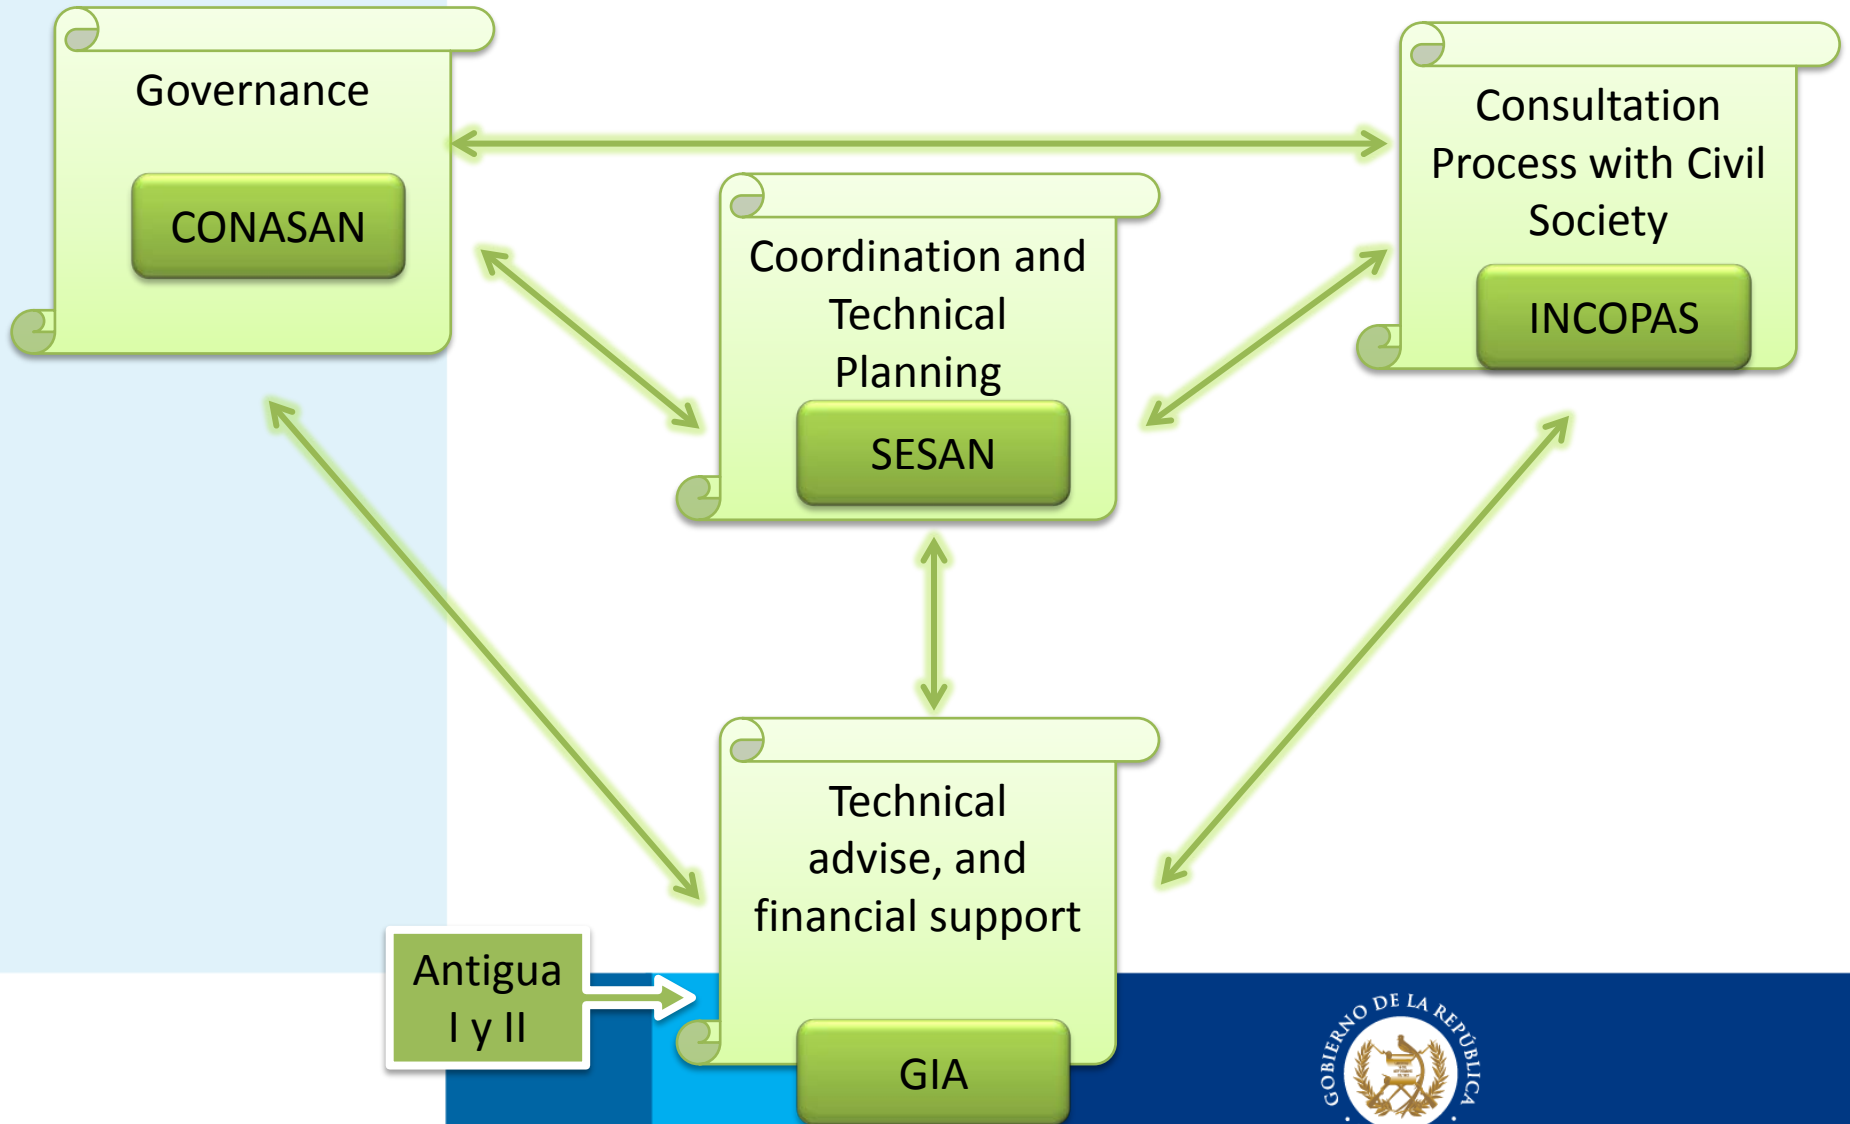 Governance
CONASAN
Consultation
Process with Civil
Society
INCOPAS
Coordination and
Technical
Planning
SESAN
Technical
advise, and
financial support
GIA
Antigua
I y II
GOBIERNO DE LA REPÚBLICA